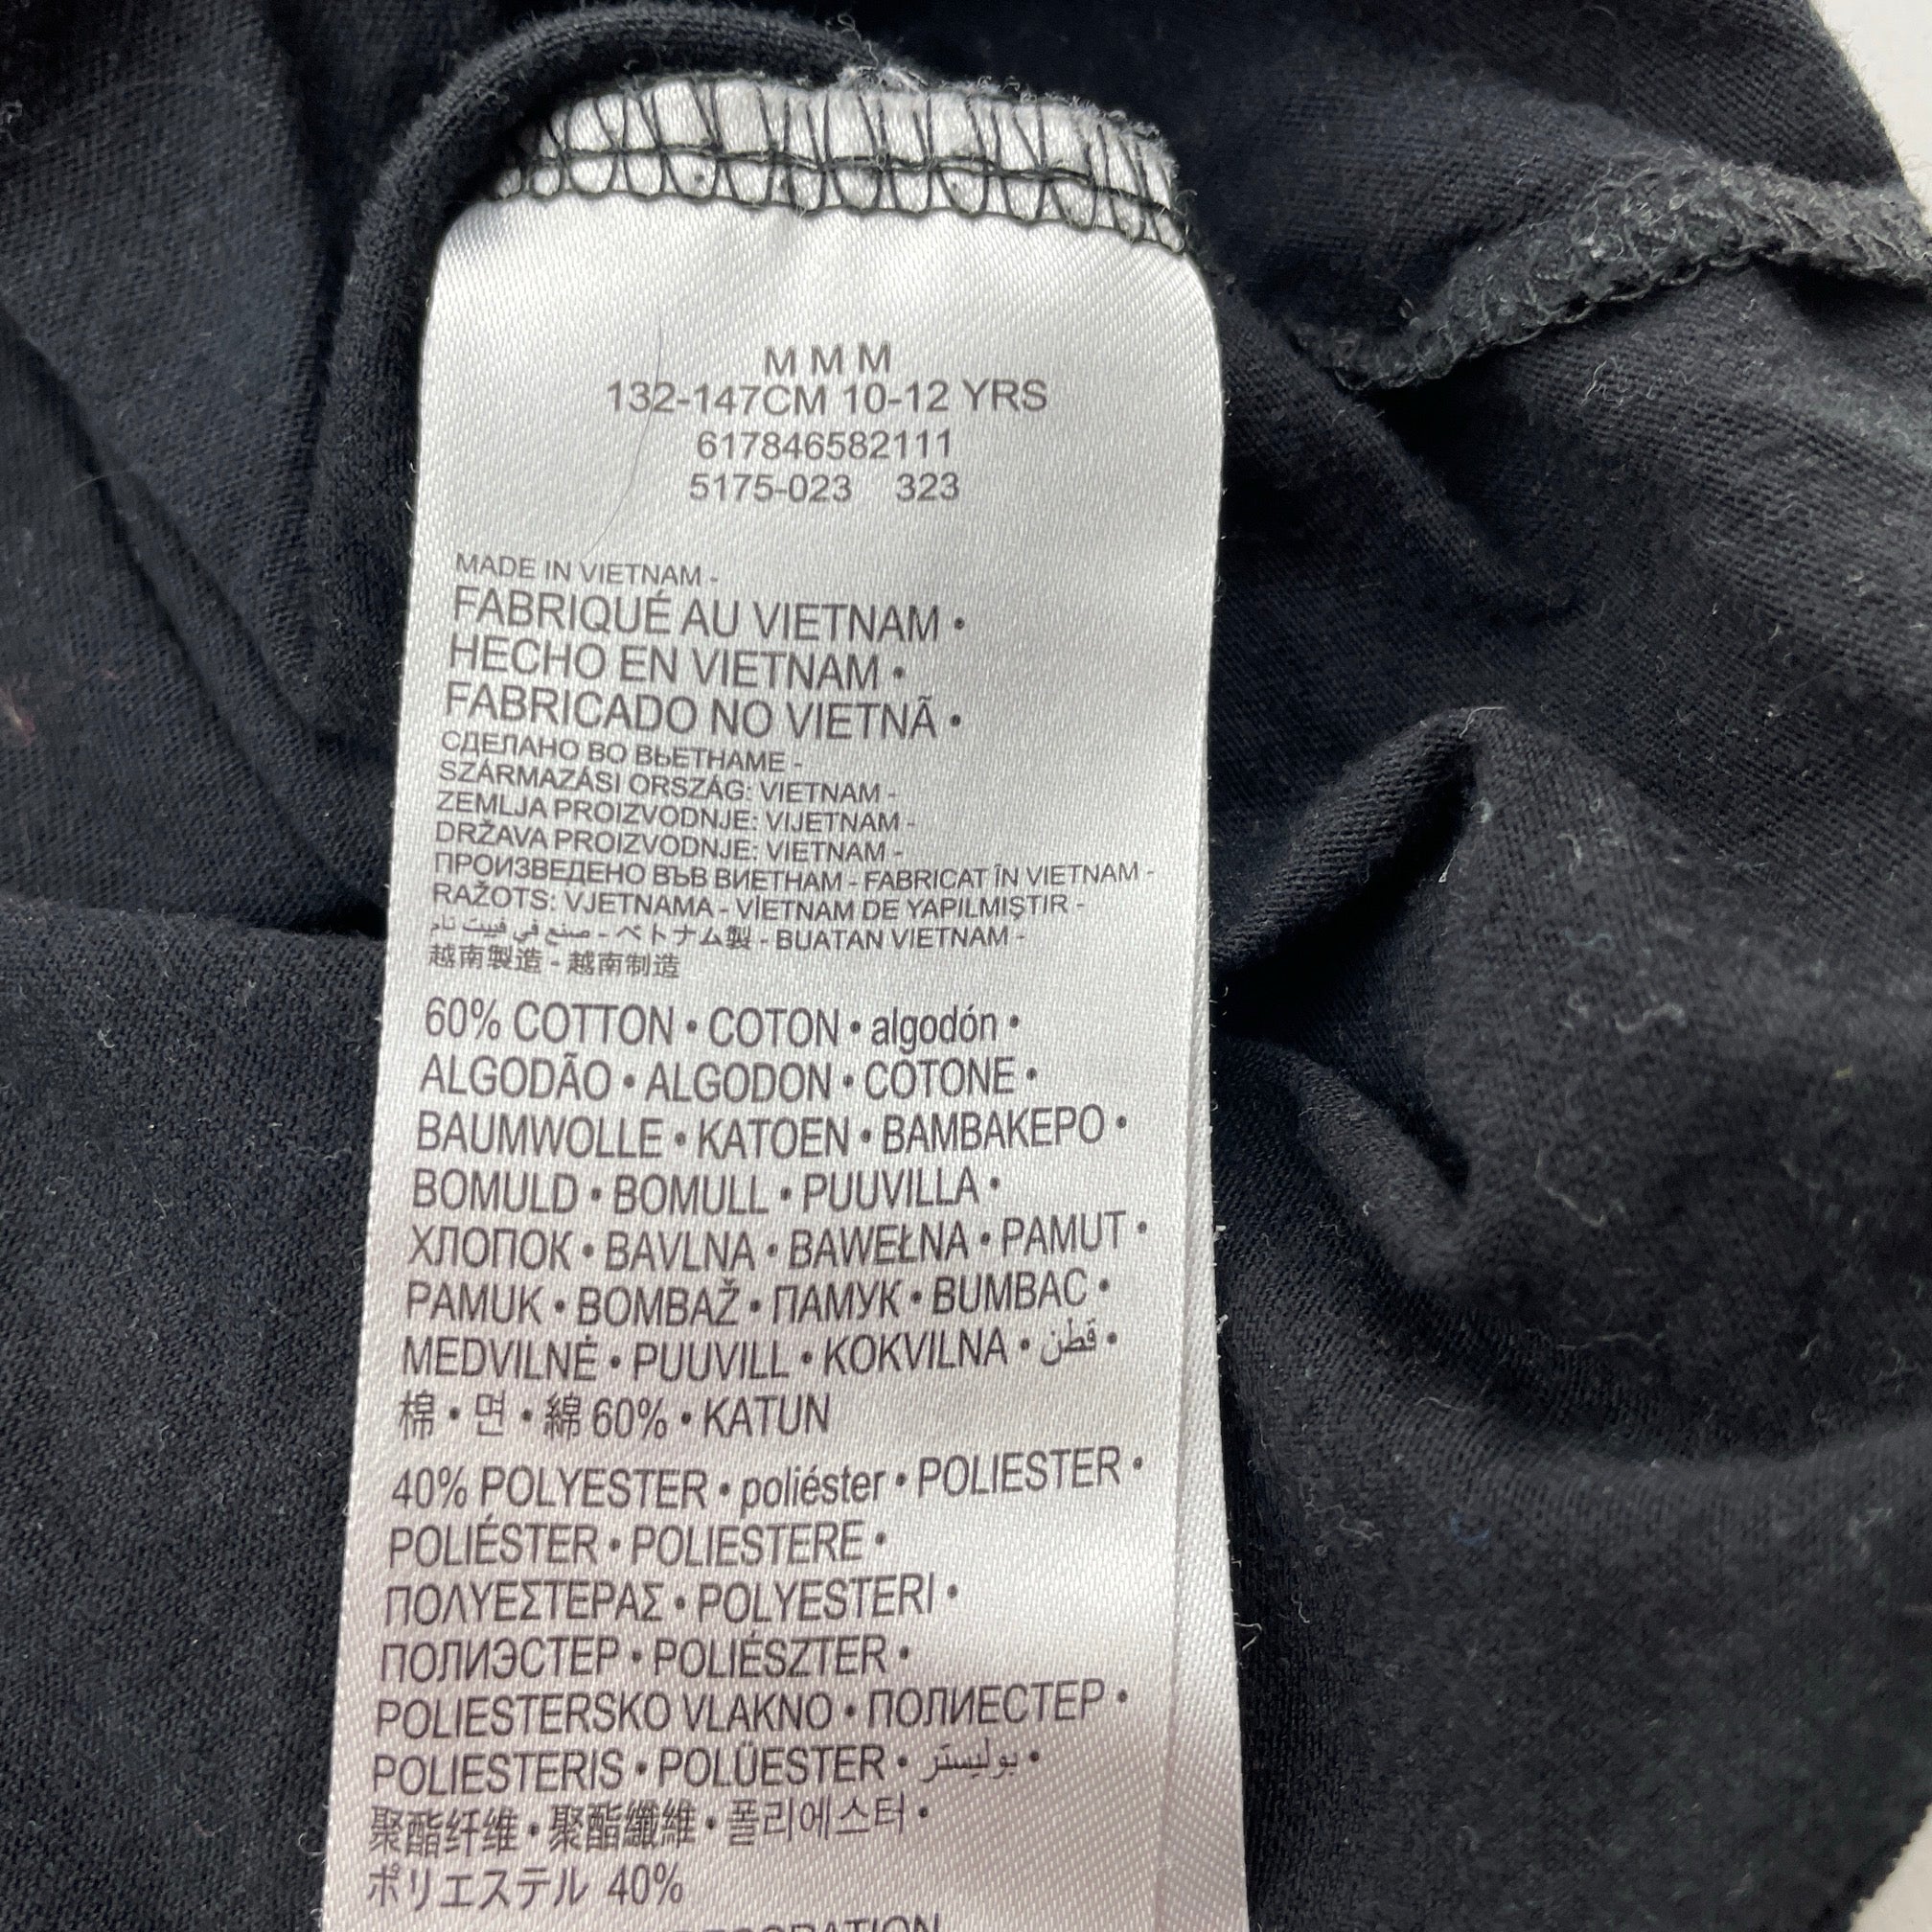 M M M
132-147CM 10-12 YRS
617846582111
5175-023 323
MADE IN VIETNAM -
FABRIQUÉ AU VIETNAM •
HECHO EN VIETNAM •
FABRICADO NO VIETNÃ •
СДЕЛАНО ВО ВЬЕТНАМЕ -
SZÁRMAZÁSI ORSZÁG: VIETNAM -
ZEMLJA PROIZVODNJE: VIJETNAM -
DRŽAVA PROIZVODNJE: VIETNAM -
ПРОИЗВЕДЕНО ВЪВ ВИЕТНАМ - FABRICAT ÎN VIETNAM -
RAŽOTS: VJETNAMA - VİETNAM DE YAPILMIŞTIR -
صنع في فييت نام - ベトナム製 - BUATAN VIETNAM -
越南製造 - 越南制造
60% COTTON • COTON • algodón •
ALGODÃO • ALGODON • COTONE •
BAUMWOLLE • KATOEN • ΒΑΜΒΑΚΕΡΟ •
BOMULD • BOMULL • PUUVILLA •
ХЛОПОК • BAVLNA • BAWEŁNA • PAMUT •
PAMUK • BOMBAŽ • ПАМУК • BUMBAC •
MEDVILNĖ • PUUVILL • KOKVILNA • قطن •
棉 • 면 • 綿 60% • KATUN
40% POLYESTER • poliéster • POLIESTER •
POLIÉSTER • POLIESTERE •
ΠΟΛΥΕΣΤΕΡΑΣ • POLYESTERI •
ПОЛИЭСТЕР • POLIÉSZTER •
POLIESTERSKO VLAKNO • ПОЛИЕСТЕР •
POLIESTERIS • POLÜESTER • بوليستر •
聚酯纤维 • 聚酯纖維 • 폴리에스터 •
ポリエステル 40%